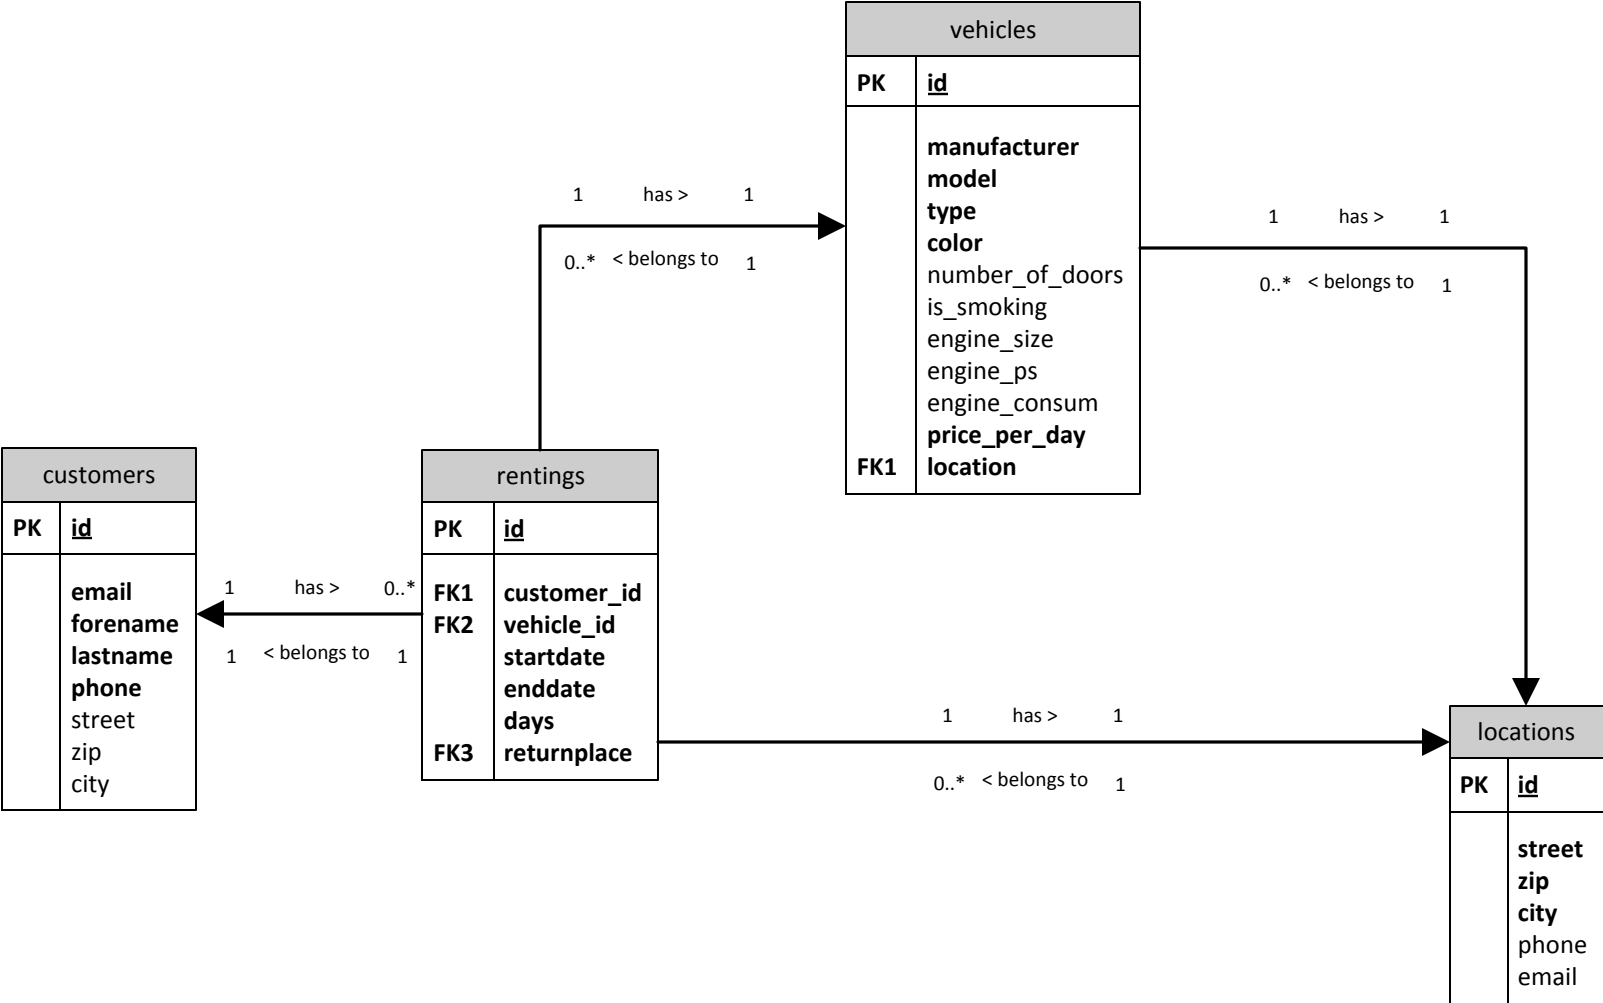 vehicles
PK id
manufacturer
model
type
color
number_of_doors
is_smoking
engine_size
engine_ps
engine_consum
price_per_day
FK1 location
1 has > 1
0..* < belongs to 1
1 has > 1
0..* < belongs to 1
customers
PK id
email
forename
lastname
phone
street
zip
city
1 has > 0..*
1 < belongs to 1
rentings
PK id
FK1 customer_id
FK2 vehicle_id
startdate
enddate
days
FK3 returnplace
1 has > 1
0..* < belongs to 1
locations
PK id
street
zip
city
phone
email